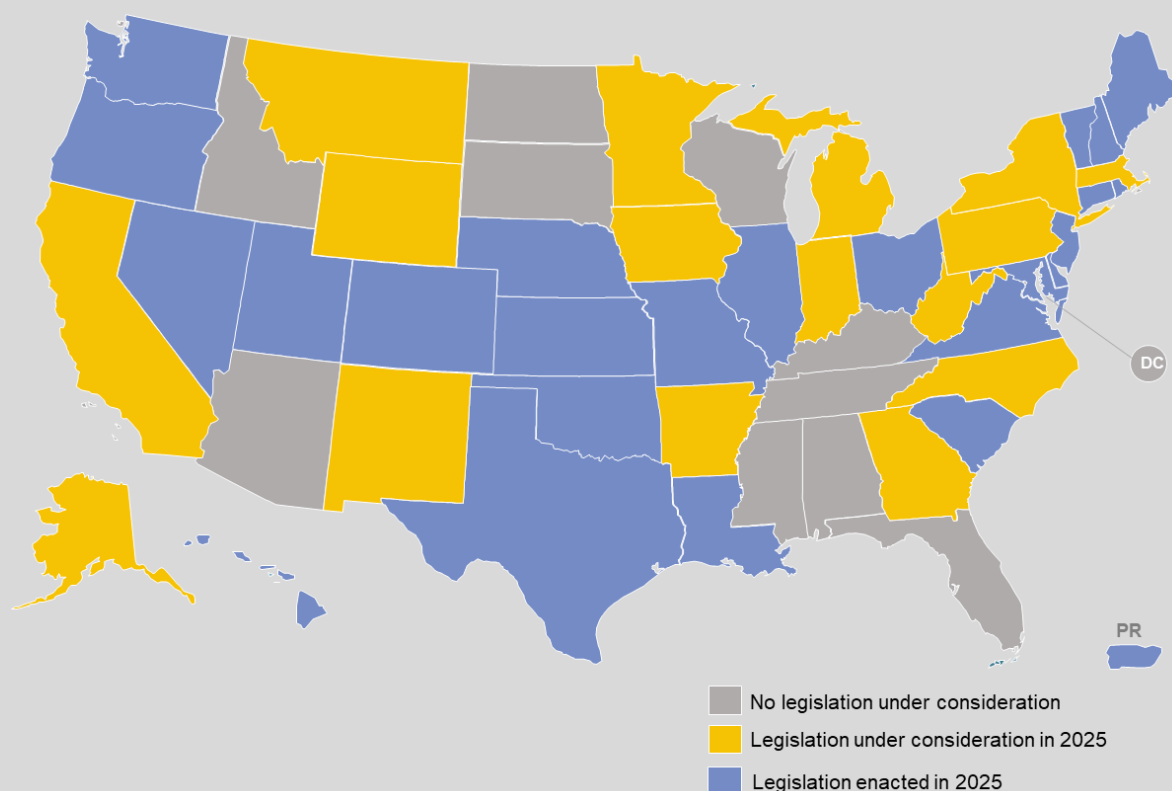 DC
PR
No legislation under consideration
Legislation under consideration in 2025
Legislation enacted in 2025